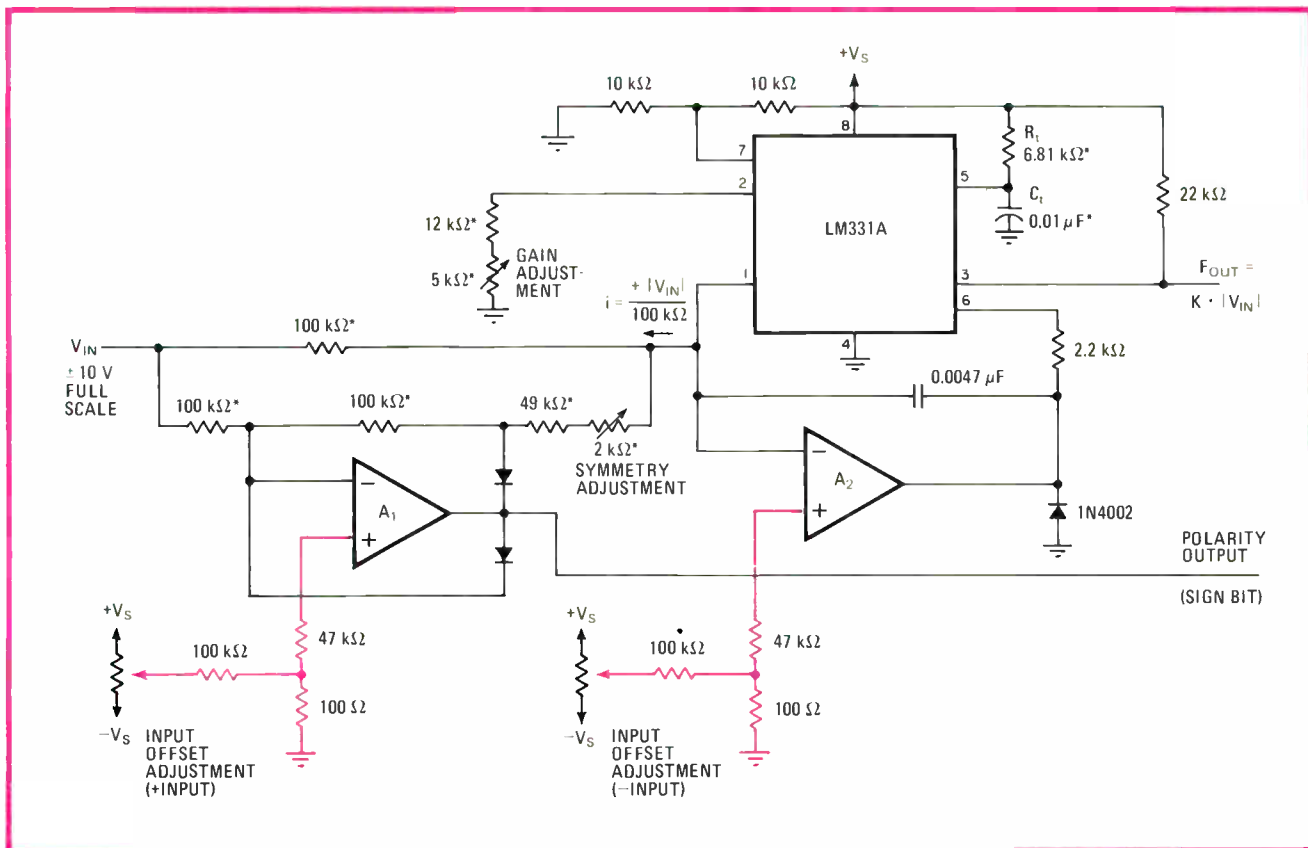 +VS
10 kΩ
10 kΩ
8
7
2
1
5
3
6
4
LM331A
Rt
6.81 kΩ*
Ct
0.01 µF*
22 kΩ
12 kΩ*
5 kΩ*
GAIN
ADJUST-
MENT
i = +|VIN| / 100 kΩ
FOUT =
K · |VIN|
2.2 kΩ
0.0047 µF
VIN
±10 V
FULL
SCALE
100 kΩ*
100 kΩ*
100 kΩ*
49 kΩ*
2 kΩ*
SYMMETRY
ADJUSTMENT
−
A1
+
−
A2
+
1N4002
POLARITY
OUTPUT
(SIGN BIT)
+VS
100 kΩ
47 kΩ
100 Ω
−VS
INPUT
OFFSET
ADJUSTMENT
(+INPUT)
+VS
100 kΩ
47 kΩ
100 Ω
−VS
INPUT
OFFSET
ADJUSTMENT
(−INPUT)